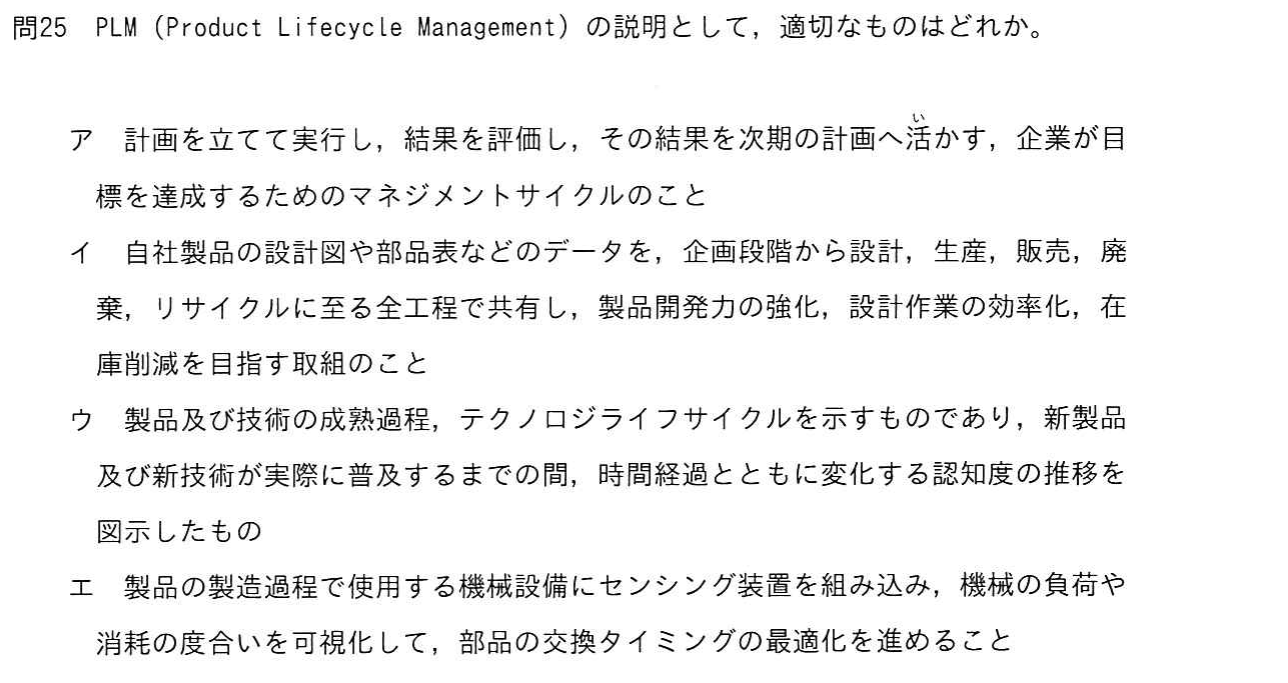 問25　PLM（Product Lifecycle Management）の説明として，適切なものはどれか。
ア　計画を立てて実行し，結果を評価し，その結果を次期の計画へ活かす，企業が目
標を達成するためのマネジメントサイクルのこと
イ　自社製品の設計図や部品表などのデータを，企画段階から設計，生産，販売，廃
棄，リサイクルに至る全工程で共有し，製品開発力の強化，設計作業の効率化，在
庫削減を目指す取組のこと
ウ　製品及び技術の成熟過程，テクノロジライフサイクルを示すものであり，新製品
及び新技術が実際に普及するまでの間，時間経過とともに変化する認知度の推移を
図示したもの
エ　製品の製造過程で使用する機械設備にセンシング装置を組み込み，機械の負荷や
消耗の度合いを可視化して，部品の交換タイミングの最適化を進めること